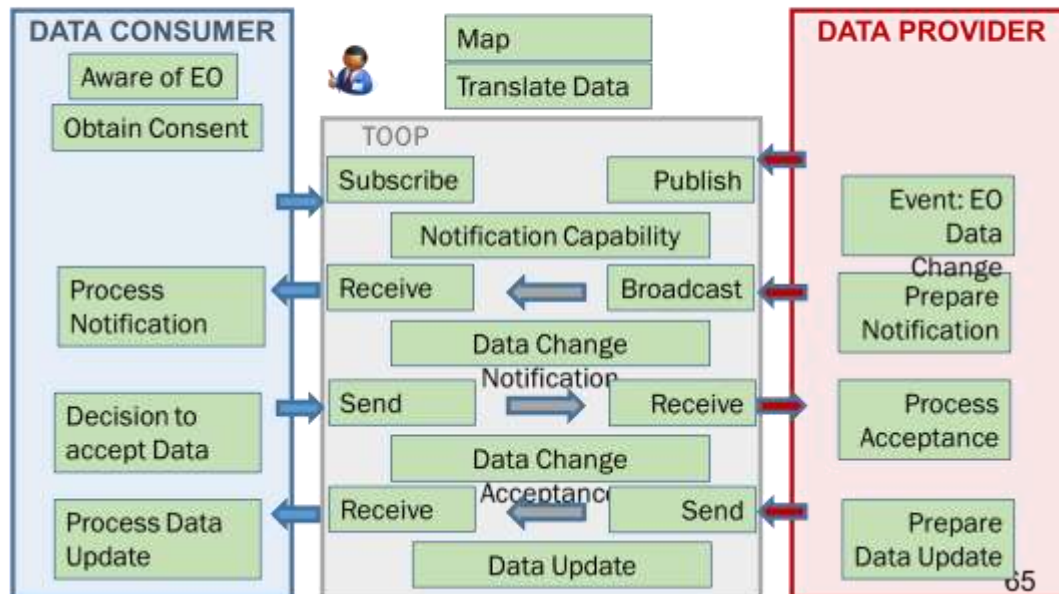 DATA CONSUMER
Aware of EO
Obtain Consent
Process
Notification
Decision to
accept Data
Process Data
Update
Map
Translate Data
TOOP
Subscribe
Publish
Notification Capability
Receive
Broadcast
Data Change
Notification
Send
Receive
Data Change
Acceptance
Receive
Send
Data Update
DATA PROVIDER
Event: EO
Data
Change
Prepare
Notification
Process
Acceptance
Prepare
Data Update
65